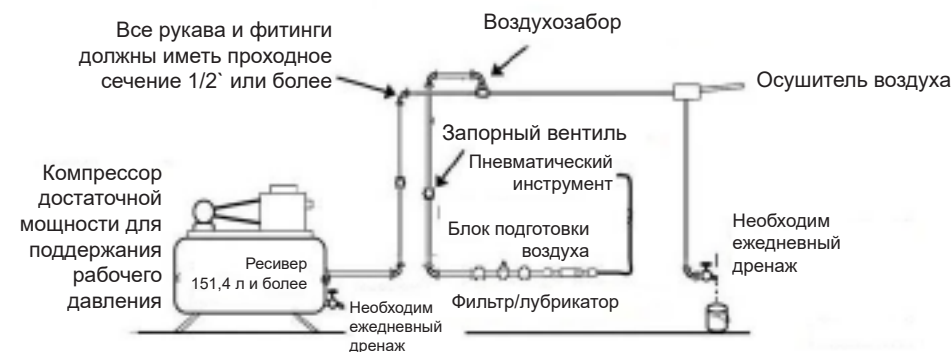 Все рукава и фитинги
должны иметь проходное
сечение 1/2` или более
Воздухозабор
Осушитель воздуха
Запорный вентиль
Пневматический
инструмент
Компрессор
достаточной
мощности для
поддержания
рабочего
давления
Ресивер
151,4 л и более
Блок подготовки
воздуха
Необходим
ежедневный
дренаж
Фильтр/лубрикатор
Необходим
ежедневный
дренаж